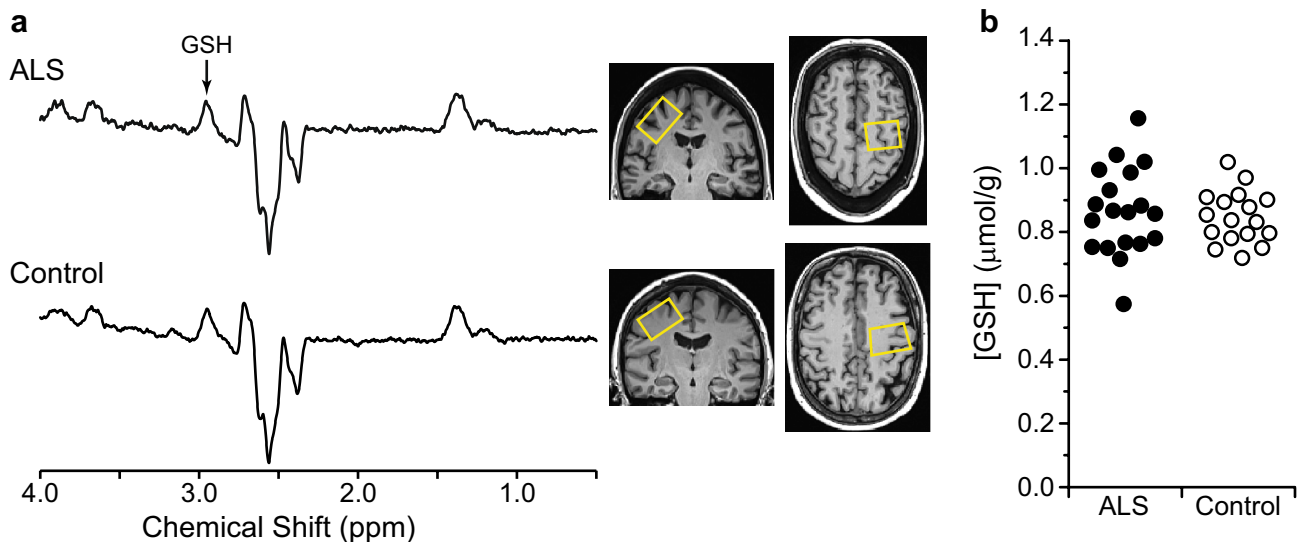 a
GSH
ALS
Control
4.0 3.0 2.0 1.0
Chemical Shift (ppm)
b
[GSH] (μmol/g)
1.4
1.2
1.0
0.8
0.6
0.4
0.8
0.0
ALS Control